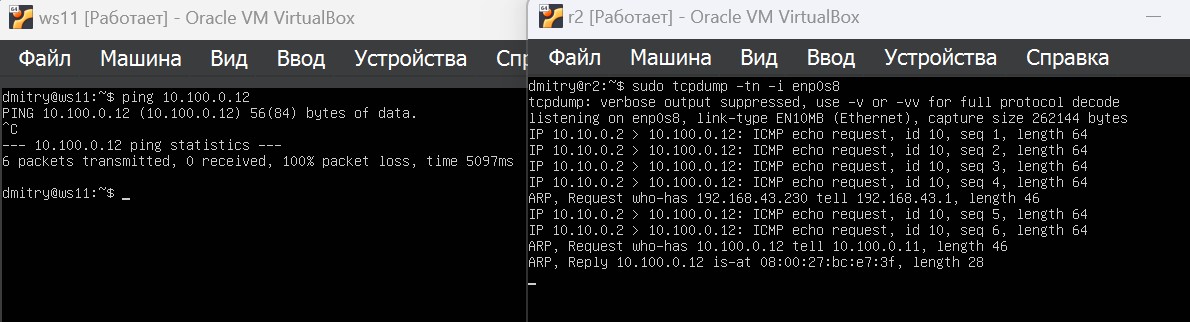 ws11 [Работает] - Oracle VM VirtualBox
Файл Машина Вид Ввод Устройства Спр
dmitry@ws11:~$ ping 10.100.0.12
PING 10.100.0.12 (10.100.0.12) 56(84) bytes of data.
^C
--- 10.100.0.12 ping statistics ---
6 packets transmitted, 0 received, 100% packet loss, time 5097ms
dmitry@ws11:~$ _
r2 [Работает] - Oracle VM VirtualBox
Файл Машина Вид Ввод Устройства Справка
dmitry@r2:~$ sudo tcpdump -tn -i enp0s8
tcpdump: verbose output suppressed, use -v or -vv for full protocol decode
listening on enp0s8, link-type EN10MB (Ethernet), capture size 262144 bytes
IP 10.10.0.2 > 10.100.0.12: ICMP echo request, id 10, seq 1, length 64
IP 10.10.0.2 > 10.100.0.12: ICMP echo request, id 10, seq 2, length 64
IP 10.10.0.2 > 10.100.0.12: ICMP echo request, id 10, seq 3, length 64
IP 10.10.0.2 > 10.100.0.12: ICMP echo request, id 10, seq 4, length 64
ARP, Request who-has 192.168.43.230 tell 192.168.43.1, length 46
IP 10.10.0.2 > 10.100.0.12: ICMP echo request, id 10, seq 5, length 64
IP 10.10.0.2 > 10.100.0.12: ICMP echo request, id 10, seq 6, length 64
ARP, Request who-has 10.100.0.12 tell 10.100.0.11, length 46
ARP, Reply 10.100.0.12 is-at 08:00:27:bc:e7:3f, length 28